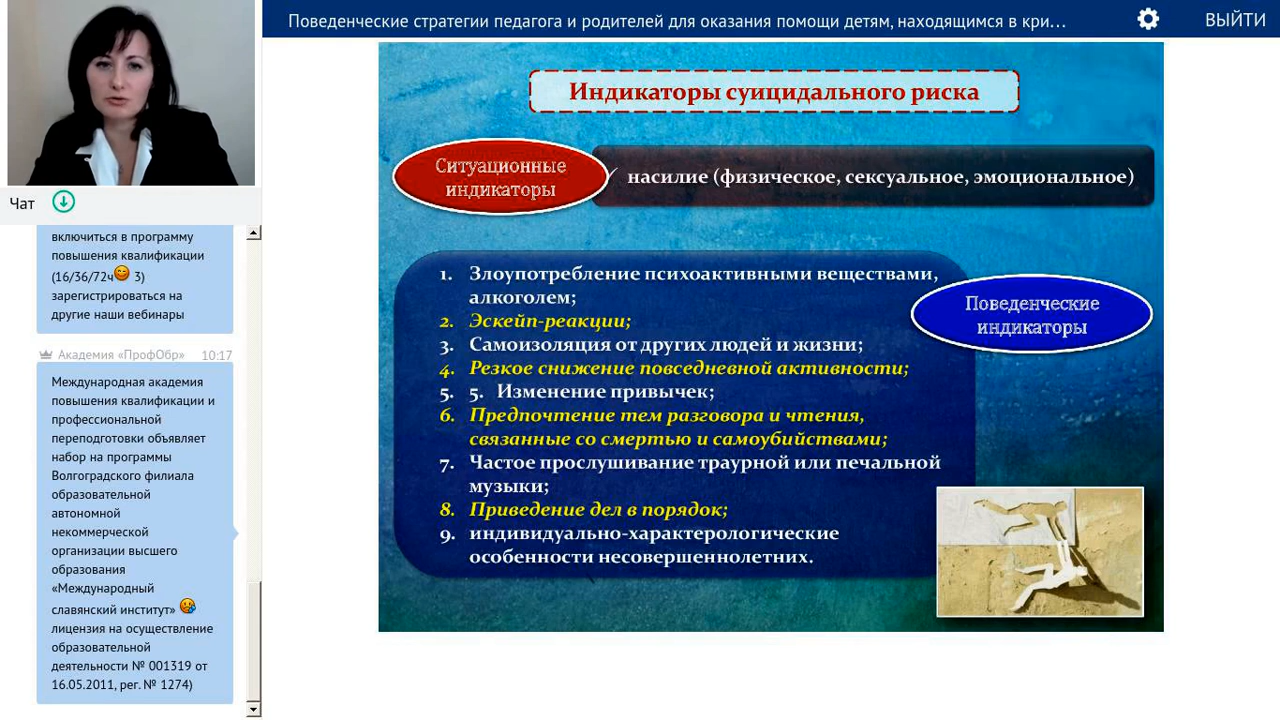 Поведенческие стратегии педагога и родителей для оказания помощи детям, находящимся в кри...
ВЫЙТИ
Чат
включиться в программу
повышения квалификации
(16/36/72ч 3)
зарегистрироваться на
другие наши вебинары
Академия «ПрофОбр» 10:17
Международная академия
повышения квалификации и
профессиональной
переподготовки объявляет
набор на программы
Волгоградского филиала
образовательной
автономной
некоммерческой
организации высшего
образования
«Международный
славянский институт»
лицензия на осуществление
образовательной
деятельности № 001319 от
16.05.2011, рег. № 1274)
Индикаторы суицидального риска
Ситуационные
индикаторы
✓ насилие (физическое, сексуальное, эмоциональное)
Поведенческие
индикаторы
1. Злоупотребление психоактивными веществами,
алкоголем;
2. Эскейп-реакции;
3. Самоизоляция от других людей и жизни;
4. Резкое снижение повседневной активности;
5. 5. Изменение привычек;
6. Предпочтение тем разговора и чтения,
связанные со смертью и самоубийствами;
7. Частое прослушивание траурной или печальной
музыки;
8. Приведение дел в порядок;
9. индивидуально-характерологические
особенности несовершеннолетних.